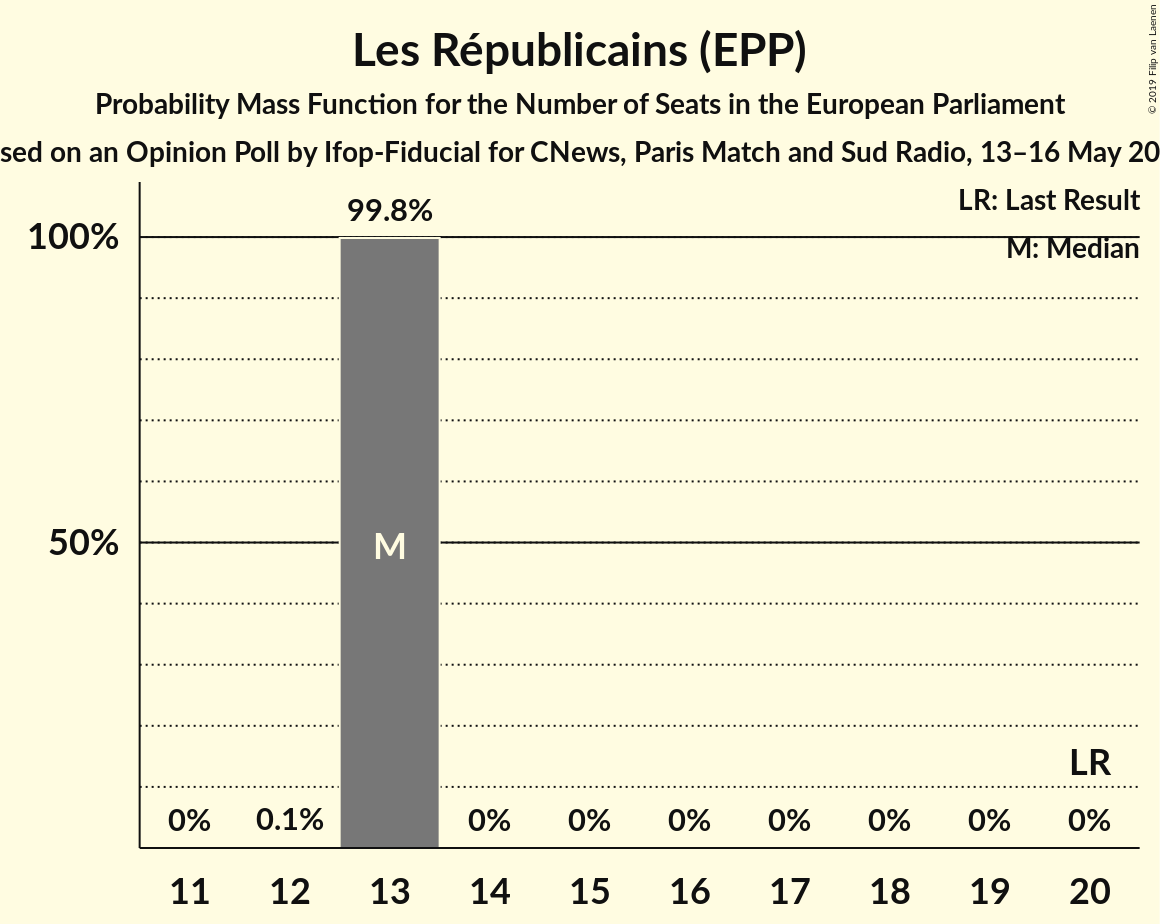 Les Républicains (EPP)
Probability Mass Function for the Number of Seats in the European Parliament
sed on an Opinion Poll by Ifop-Fiducial for CNews, Paris Match and Sud Radio, 13–16 May 20
© 2019 Filip van Laenen
LR: Last Result
M: Median
99.8%
100%
50%
M
LR
0% 0.1% 0% 0% 0% 0% 0% 0% 0%
11 12 13 14 15 16 17 18 19 20